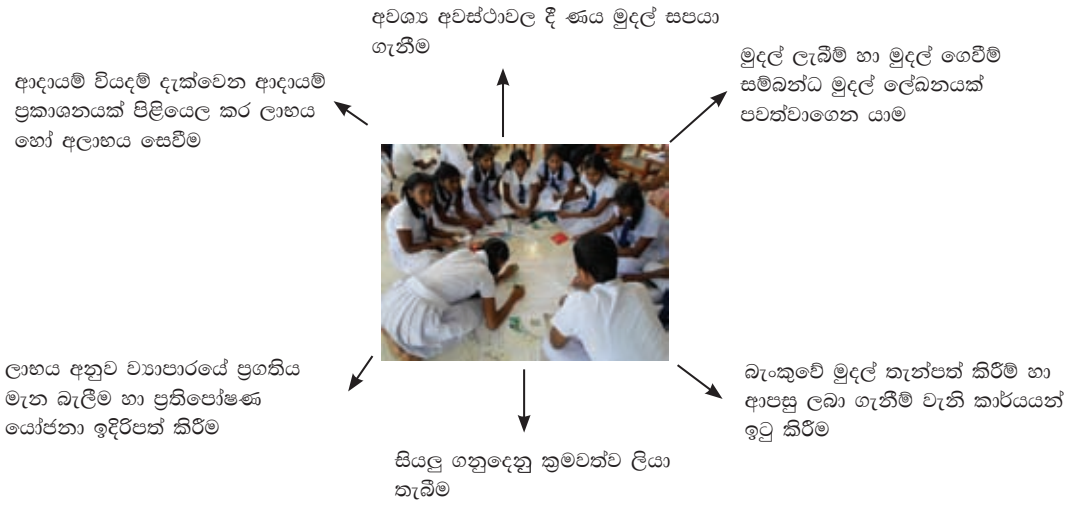 අවශ්‍ය අවස්ථාවල දී ණය මුදල් සපයා
ගැනීම
මුදල් ලැබීම් හා මුදල් ගෙවීම්
සම්බන්ධ මුදල් ලේඛනයක්
පවත්වාගෙන යාම
ආදායම් වියදම් දැක්වෙන ආදායම්
ප්‍රකාශනයක් පිළියෙල කර ලාභය
හෝ අලාභය සෙවීම
ලාභය අනුව ව්‍යාපාරයේ ප්‍රගතිය
මැන බැලීම හා ප්‍රතිපෝෂණ
යෝජනා ඉදිරිපත් කිරීම
බැංකුවේ මුදල් තැන්පත් කිරීම් හා
ආපසු ලබා ගැනීම් වැනි කාර්යයන්
ඉටු කිරීම
සියලු ගනුදෙනු ක්‍රමවත්ව ලියා
තැබීම